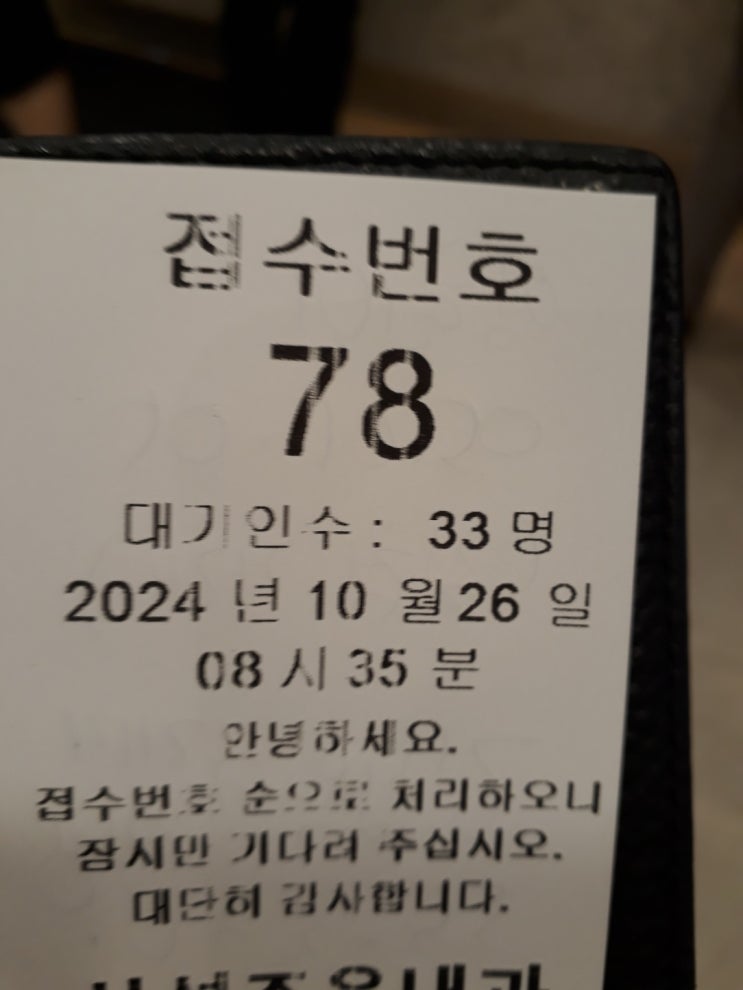 접수번호
78
대기인수: 33 명
2024 년 10 월 26 일
08 시 35 분
안녕하세요.
접수번호 순으로 처리하오니
잠시만 기다려 주십시오.
대단히 감사합니다.